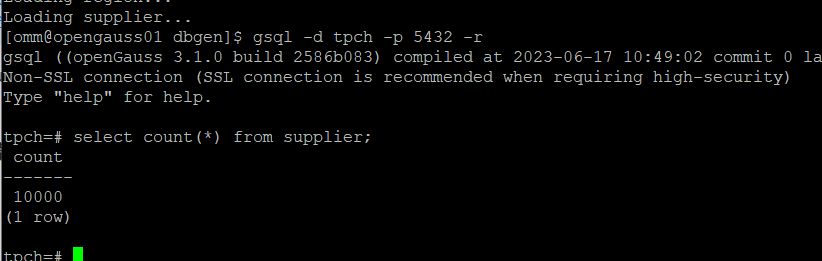 Loading region...
Loading supplier...
[omm@opengauss01 dbgen]$ gsql -d tpch -p 5432 -r
gsql ((openGauss 3.1.0 build 2586b083) compiled at 2023-06-17 10:49:02 commit 0 la
Non-SSL connection (SSL connection is recommended when requiring high-security)
Type "help" for help.
tpch=# select count(*) from supplier;
count
-------
10000
(1 row)
tpch=#